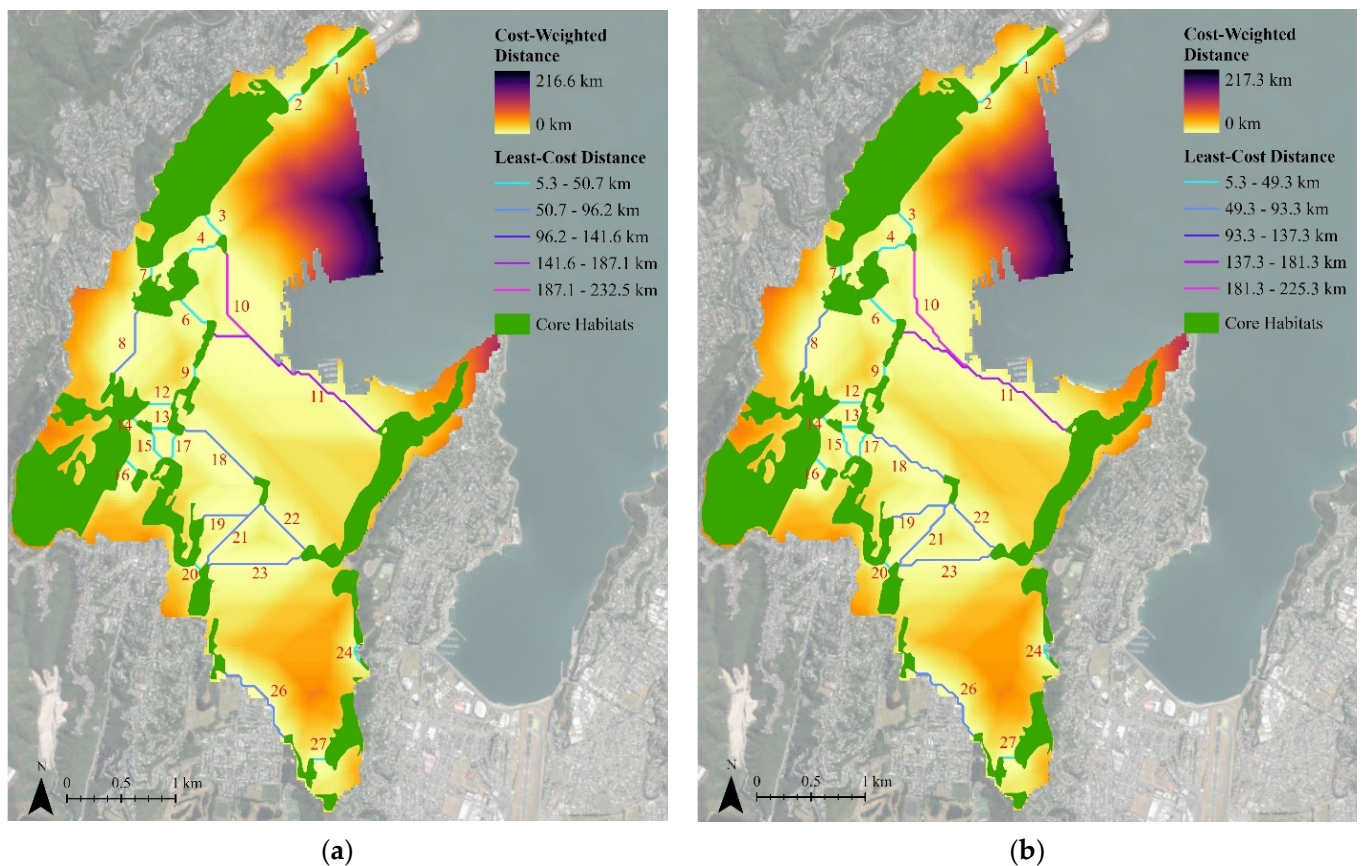 Cost-Weighted
Distance
216.6 km
0 km
Least-Cost Distance
5.3 - 50.7 km
50.7 - 96.2 km
96.2 - 141.6 km
141.6 - 187.1 km
187.1 - 232.5 km
Core Habitats
1
2
3
4
7
10
6
8
9
11
12
13
14
15
17
18
16
19
22
21
20
23
24
26
27
N
0 0.5 1 km
(a)
Cost-Weighted
Distance
217.3 km
0 km
Least-Cost Distance
5.3 - 49.3 km
49.3 - 93.3 km
93.3 - 137.3 km
137.3 - 181.3 km
181.3 - 225.3 km
Core Habitats
1
2
3
4
7
10
6
8
9
11
12
13
14
15
17
18
16
19
22
21
20
23
24
26
27
N
0 0.5 1 km
(b)